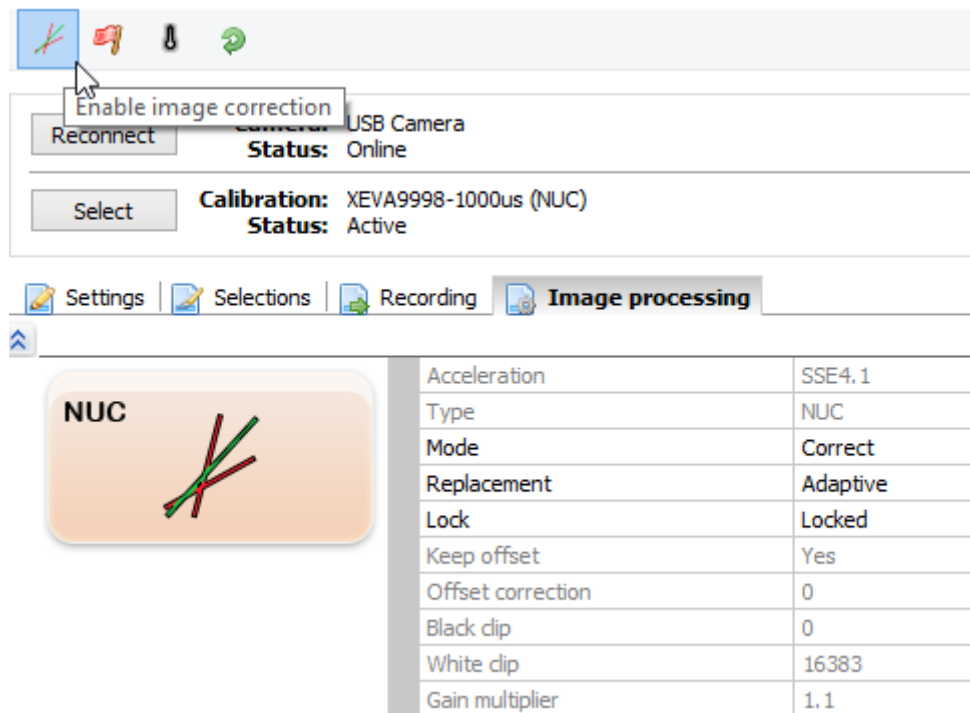 Enable image correction
Reconnect
Camera: USB Camera
Status: Online
Select
Calibration: XEVA9998-1000us (NUC)
Status: Active
Settings Selections Recording Image processing
NUC
Acceleration SSE4.1
Type NUC
Mode Correct
Replacement Adaptive
Lock Locked
Keep offset Yes
Offset correction 0
Black clip 0
White clip 16383
Gain multiplier 1.1